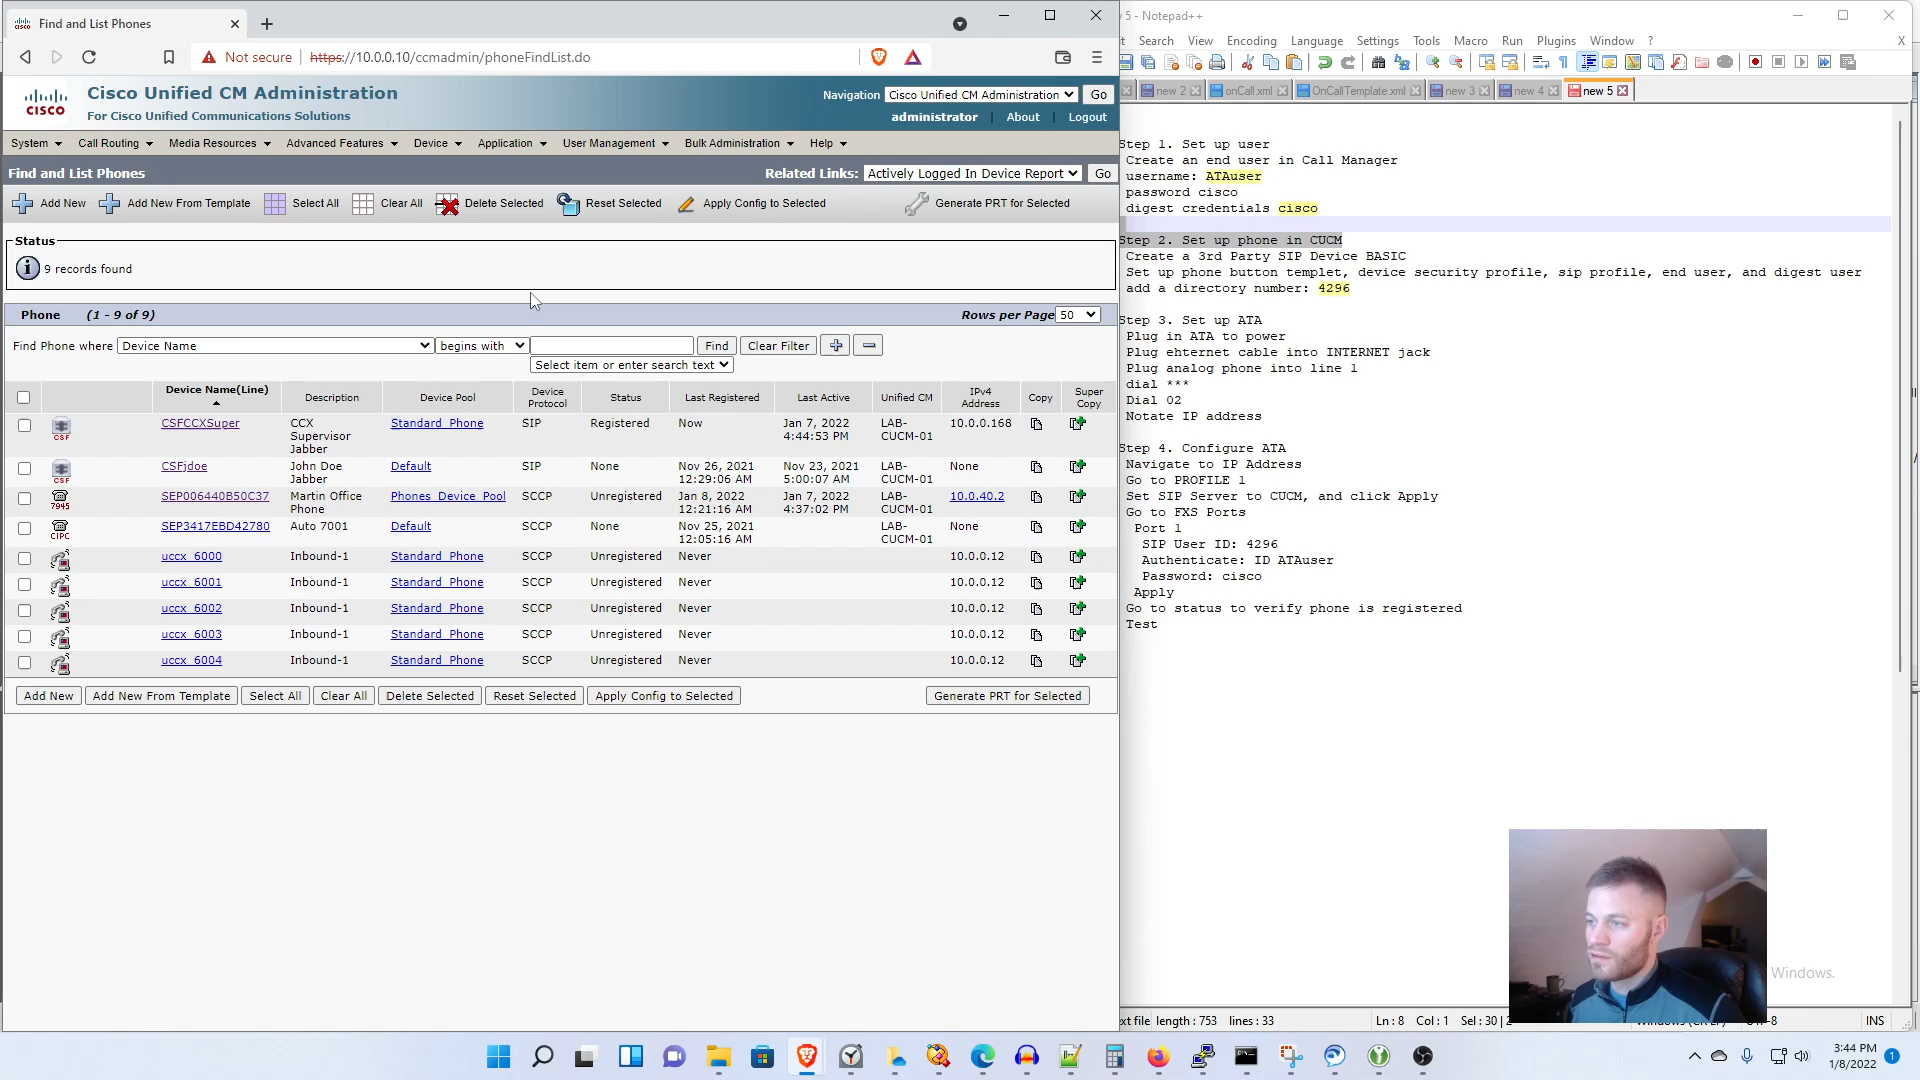 Find and List Phones
Not secure https://10.0.0.10/ccmadmin/phoneFindList.do
CISCO
Cisco Unified CM Administration
For Cisco Unified Communications Solutions
Navigation Cisco Unified CM Administration Go
administrator About Logout
System Call Routing Media Resources Advanced Features Device Application User Management Bulk Administration Help
Find and List Phones
Related Links: Actively Logged In Device Report Go
Add New Add New From Template Select All Clear All Delete Selected Reset Selected Apply Config to Selected Generate PRT for Selected
Status
9 records found
Phone (1 - 9 of 9) Rows per Page 50
Find Phone where Device Name begins with Find Clear Filter
Select item or enter search text
Device Name(Line) Description Device Pool Device Protocol Status Last Registered Last Active Unified CM IPv4 Address Copy Super Copy
CSF CSFCCXSuper CCX Supervisor Jabber Standard_Phone SIP Registered Now Jan 7, 2022 4:44:53 PM LAB-CUCM-01 10.0.0.168
CSF CSFjdoe John Doe Jabber Default SIP None Nov 26, 2021 12:29:06 AM Nov 23, 2021 5:00:07 AM LAB-CUCM-01 None
7945 SEP006440B50C37 Martin Office Phone Phones_Device_Pool SCCP Unregistered Jan 8, 2022 12:21:16 AM Jan 7, 2022 4:37:02 PM LAB-CUCM-01 10.0.40.2
CIPC SEP3417EBD42780 Auto 7001 Default SCCP None Nov 25, 2021 12:05:16 AM LAB-CUCM-01 None
uccx_6000 Inbound-1 Standard_Phone SCCP Unregistered Never 10.0.0.12
uccx_6001 Inbound-1 Standard_Phone SCCP Unregistered Never 10.0.0.12
uccx_6002 Inbound-1 Standard_Phone SCCP Unregistered Never 10.0.0.12
uccx_6003 Inbound-1 Standard_Phone SCCP Unregistered Never 10.0.0.12
uccx_6004 Inbound-1 Standard_Phone SCCP Unregistered Never 10.0.0.12
Add New Add New From Template Select All Clear All Delete Selected Reset Selected Apply Config to Selected Generate PRT for Selected
5 - Notepad++
Search View Encoding Language Settings Tools Macro Run Plugins Window ? X
new 2 onCall.xml OnCallTemplate.xml new 3 new 4 new 5
Step 1. Set up user
Create an end user in Call Manager
username: ATAuser
password cisco
digest credentials cisco
Step 2. Set up phone in CUCM
Create a 3rd Party SIP Device BASIC
Set up phone button templet, device security profile, sip profile, end user, and digest user
add a directory number: 4296
Step 3. Set up ATA
Plug in ATA to power
Plug ehternet cable into INTERNET jack
Plug analog phone into line 1
dial ***
Dial 02
Notate IP address
Step 4. Configure ATA
Navigate to IP Address
Go to PROFILE 1
Set SIP Server to CUCM, and click Apply
Go to FXS Ports
Port 1
SIP User ID: 4296
Authenticate: ID ATAuser
Password: cisco
Apply
Go to status to verify phone is registered
Test
Windows.
xt file length : 753 lines : 33 Ln : 8 Col : 1 Sel : 30 | 2 INS
3:44 PM
1/8/2022 1